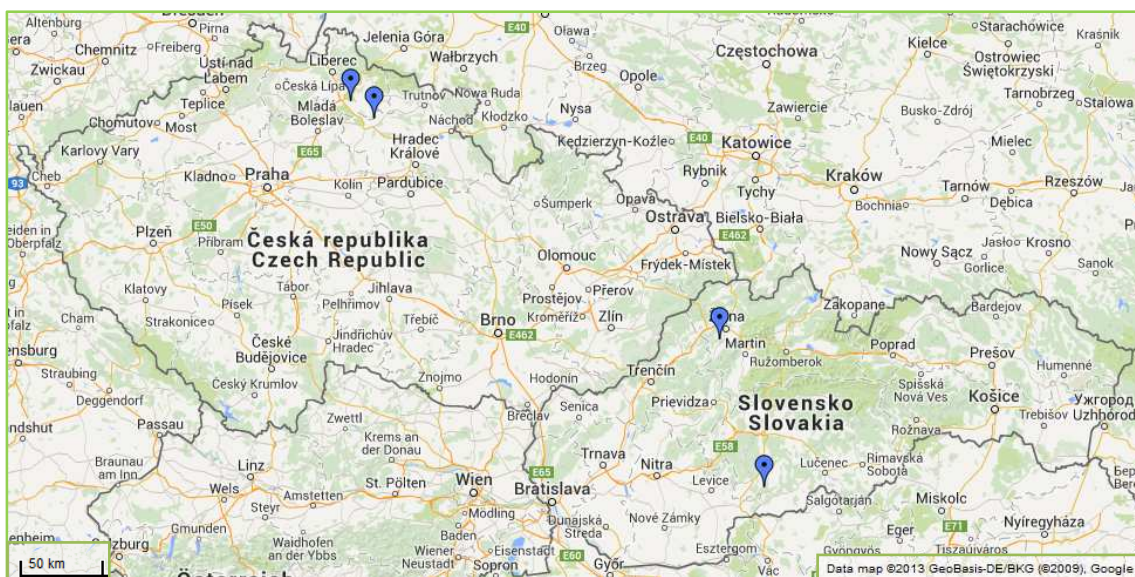 Altenburg
Dresden
Pirna
Jelenia Góra
E40
Oława
Brzeg
Częstochowa
Starachowice
Gera
Chemnitz
Freiberg
Liberec
Wałbrzych
Opole
Kielce
Ostrowiec
Świętokrzyski
Kraśnik
Zwickau
Ústí nad
Labem
Česká Lípa
Trutnov
Nowa Ruda
Nysa
Zawiercie
Tarnobrzeg
Stalowa
Plauen
Teplice
Mladá
Boleslav
Náchod
Kłodzko
Busko-Zdrój
Chomutov
Most
Hradec
Králové
Kędzierzyn-Koźle
E40
Katowice
Mielec
Karlovy Vary
E65
Rybnik
Tychy
Kraków
Tarnów
Rzeszów
93
Cheb
Kladno
Praha
Kolín
Pardubice
Šumperk
Opava
Ostrava
Bielsko-Biała
Bochnia
Dębica
E50
Plzeň
Příbram
Česká republika
Czech Republic
Olomouc
Frýdek-Místek
E462
Nowy Sącz
Jasło
Krosno
Gorlice
Sanok
Klatovy
Tábor
Jihlava
Prostějov
Přerov
Zakopane
Bardejov
Písek
Pelhřimov
Kroměříž
Zlín
Strakonice
Třebíč
Brno
E462
Martin
Ružomberok
Poprad
Prešov
Cham
Jindřichův
Hradec
České
Budějovice
Trenčín
Humenné
Straubing
Český Krumlov
Znojmo
Hodonín
Prievidza
Spišská
Nová Ves
Košice
Ужгород
Uzhhorod
Deggendorf
Břeclav
Senica
Slovensko
Slovakia
Trebišov
Passau
Zwettl
Rožňava
Krems an
der Donau
E58
Rimavská
Sobota
Lučenec
Braunau
am Inn
Linz
E65
Trnava
Nitra
Levice
Wels
Amstetten
St. Pölten
Wien
Bratislava
Salgótarján
Miskolc
Steyr
Mödling
Dunajská
Streda
Nové Zámky
Gmunden
Waidhofen
an der Ybbs
Baden
Eger
E71
Nyíregyháza
Wiener
Neustadt
Eisenstadt
E60
Esztergom
Gyöngyös
Tiszaújváros
Sopron
Győr
Vác
Österreich
50 km
Data map ©2013 GeoBasis-DE/BKG (©2009), Google